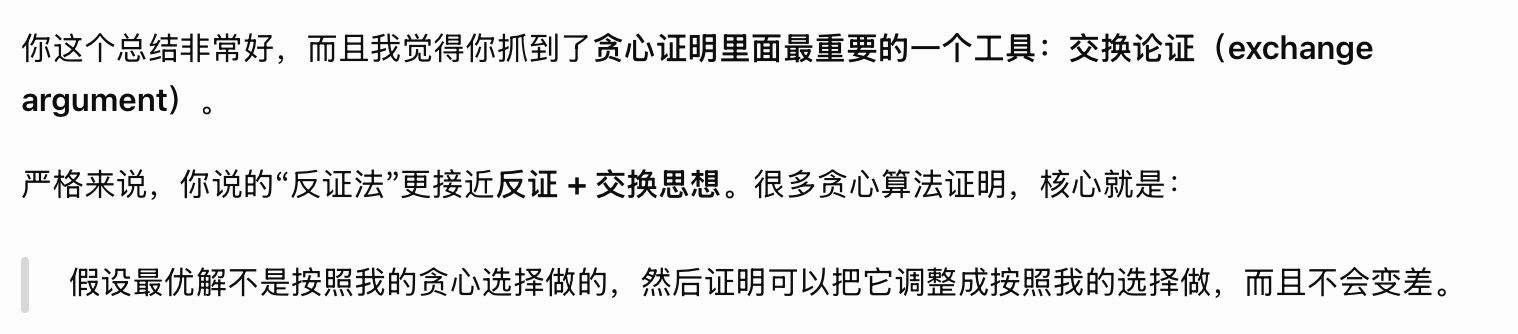 你这个总结非常好，而且我觉得你抓到了贪心证明里面最重要的一个工具：交换论证（exchange
argument）。
严格来说，你说的“反证法”更接近反证 + 交换思想。很多贪心算法证明，核心就是：
假设最优解不是按照我的贪心选择做的，然后证明可以把它调整成按照我的选择做，而且不会变差。